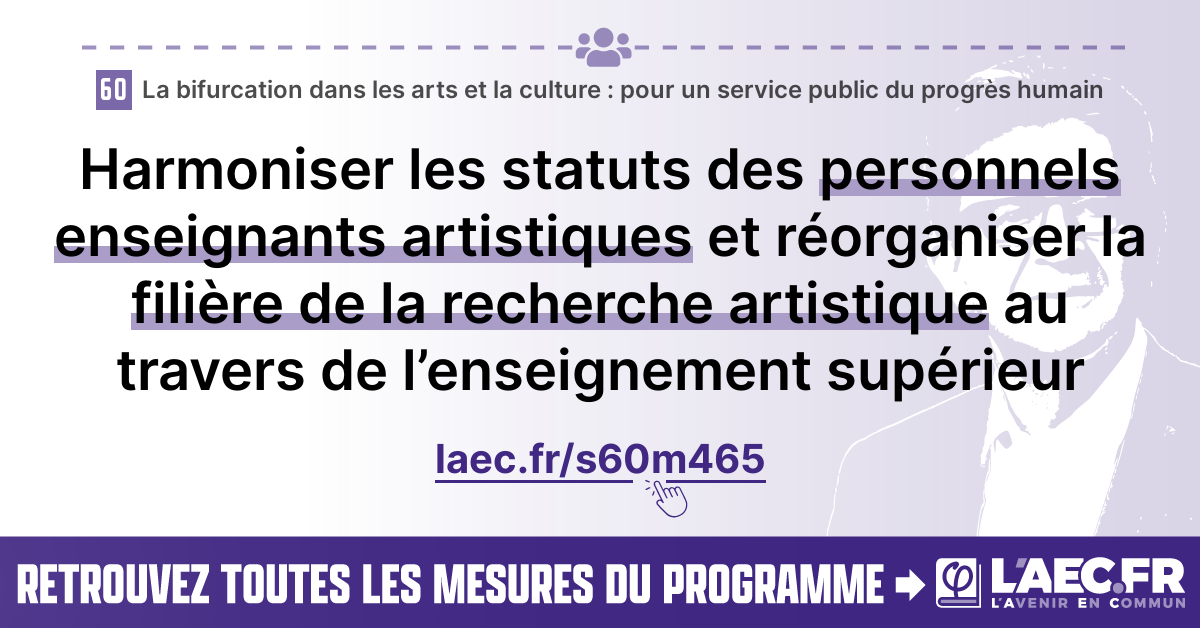 60 La bifurcation dans les arts et la culture : pour un service public du progrès humain
Harmoniser les statuts des personnels
enseignants artistiques et réorganiser la
filière de la recherche artistique au
travers de l’enseignement supérieur
laec.fr/s60m465
RETROUVEZ TOUTES LES MESURES DU PROGRAMME
L'AEC.FR
L'AVENIR EN COMMUN